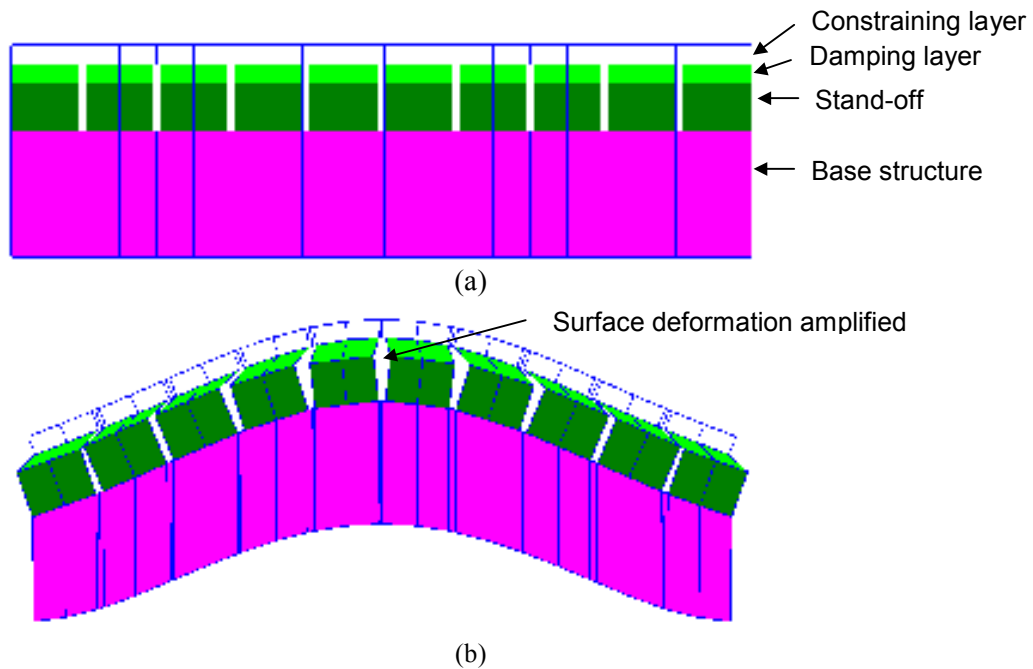 Constraining layer
Damping layer
Stand-off
Base structure
(a)
Surface deformation amplified
(b)